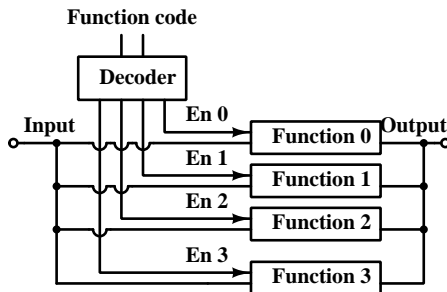 Function code
Decoder
En 0
Input
Function 0
Output
En 1
Function 1
En 2
Function 2
En 3
Function 3